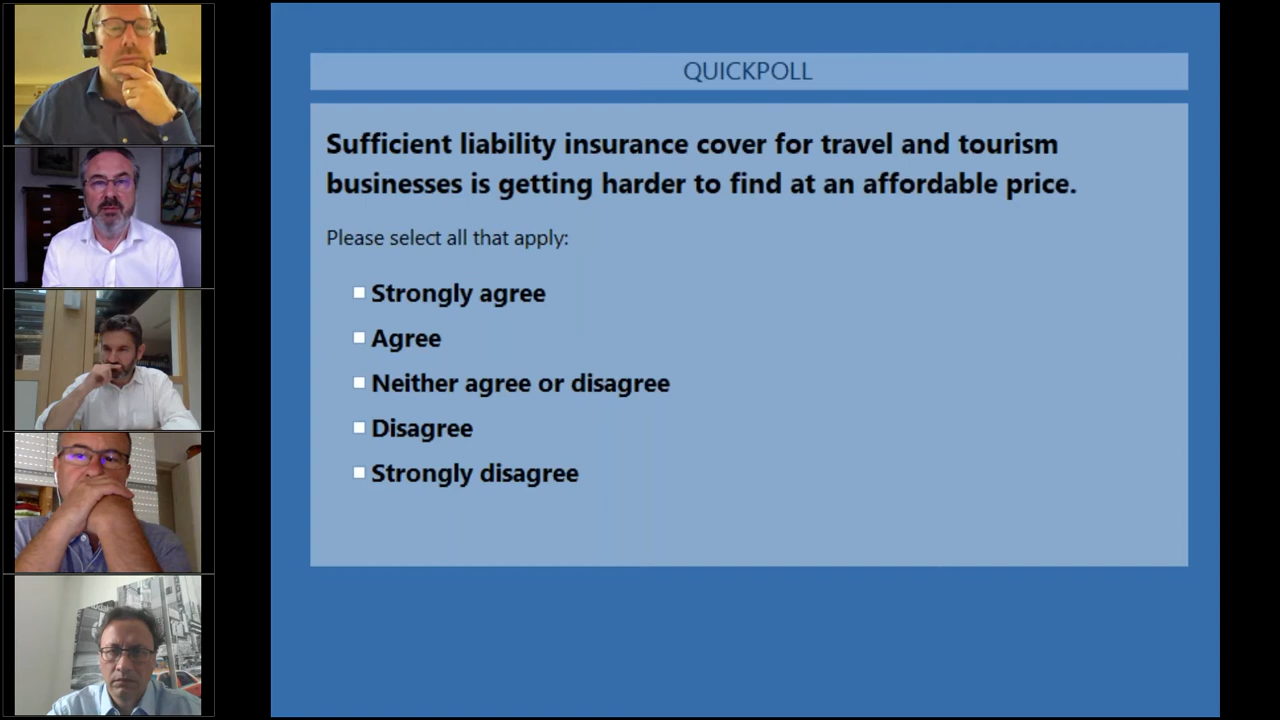 QUICKPOLL
Sufficient liability insurance cover for travel and tourism
businesses is getting harder to find at an affordable price.
Please select all that apply:
Strongly agree
Agree
Neither agree or disagree
Disagree
Strongly disagree